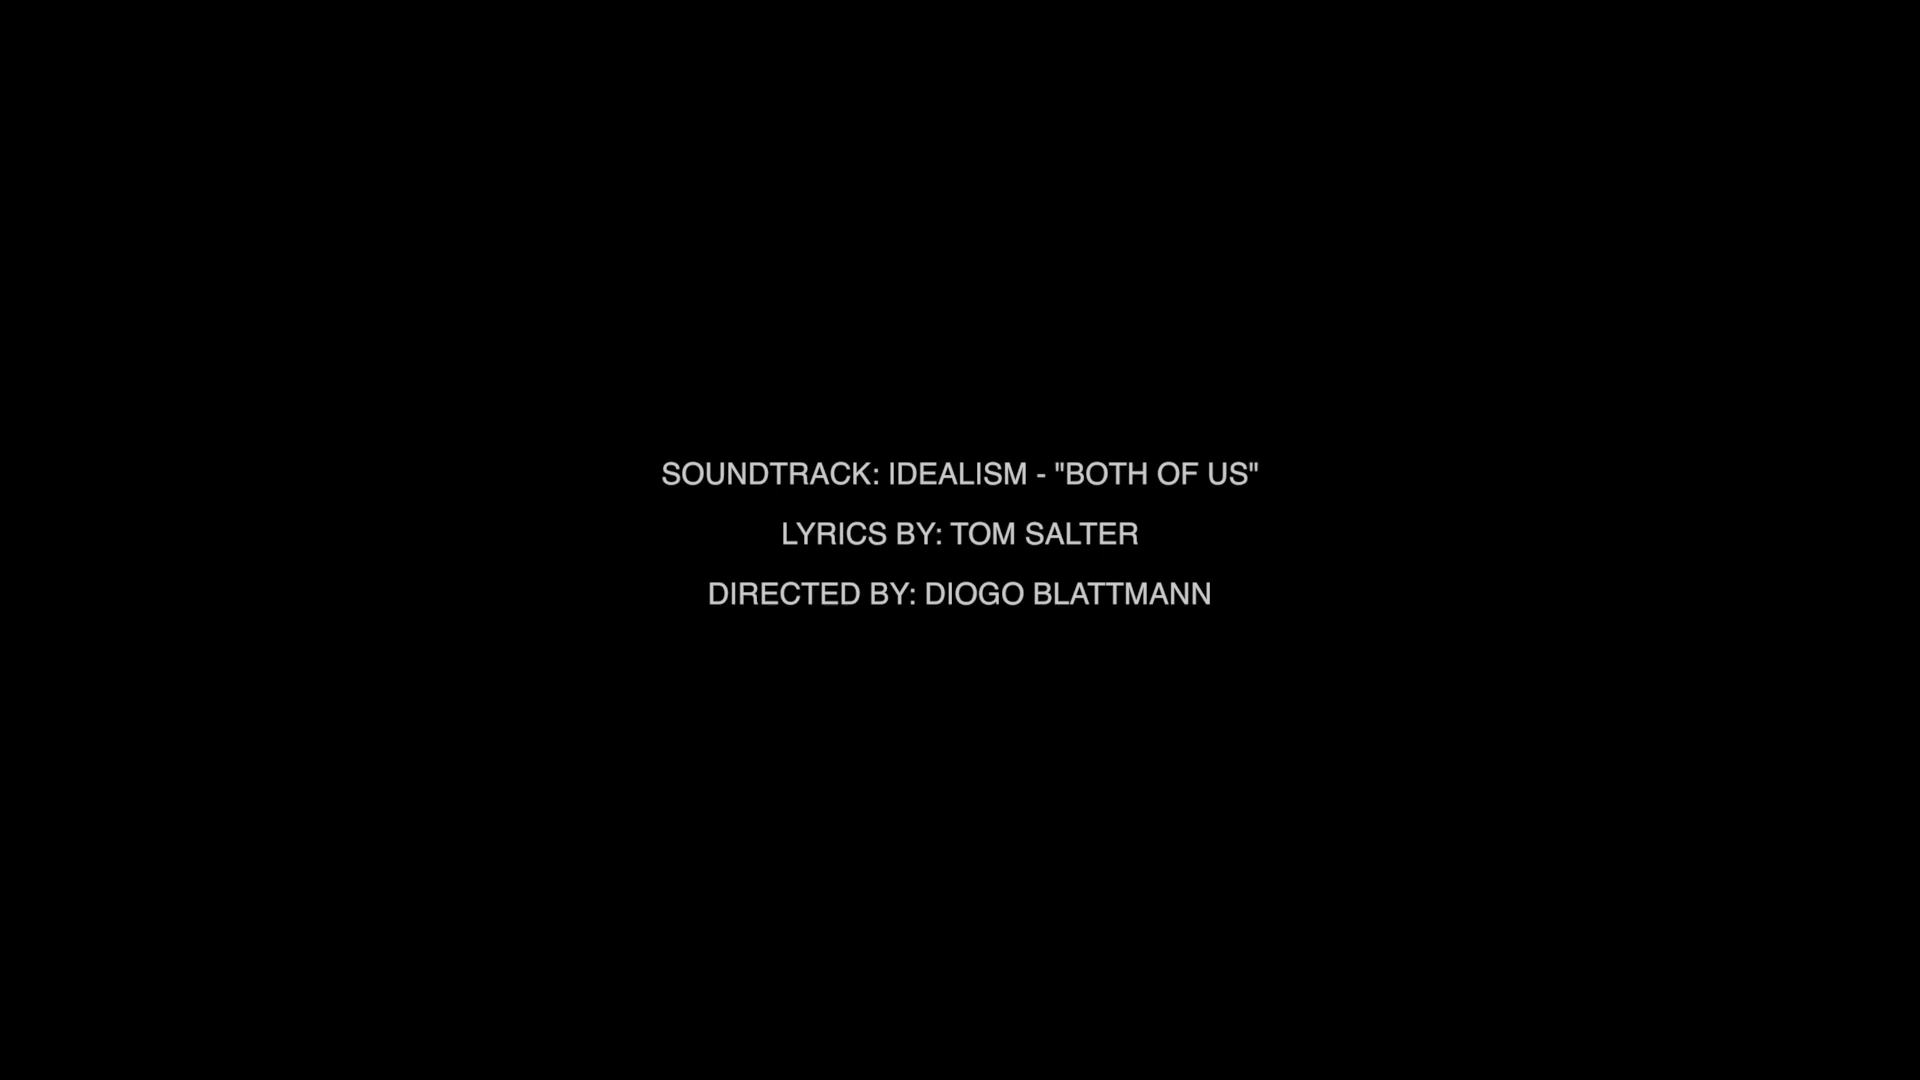 SOUNDTRACK: IDEALISM - "BOTH OF US"
LYRICS BY: TOM SALTER
DIRECTED BY: DIOGO BLATTMANN